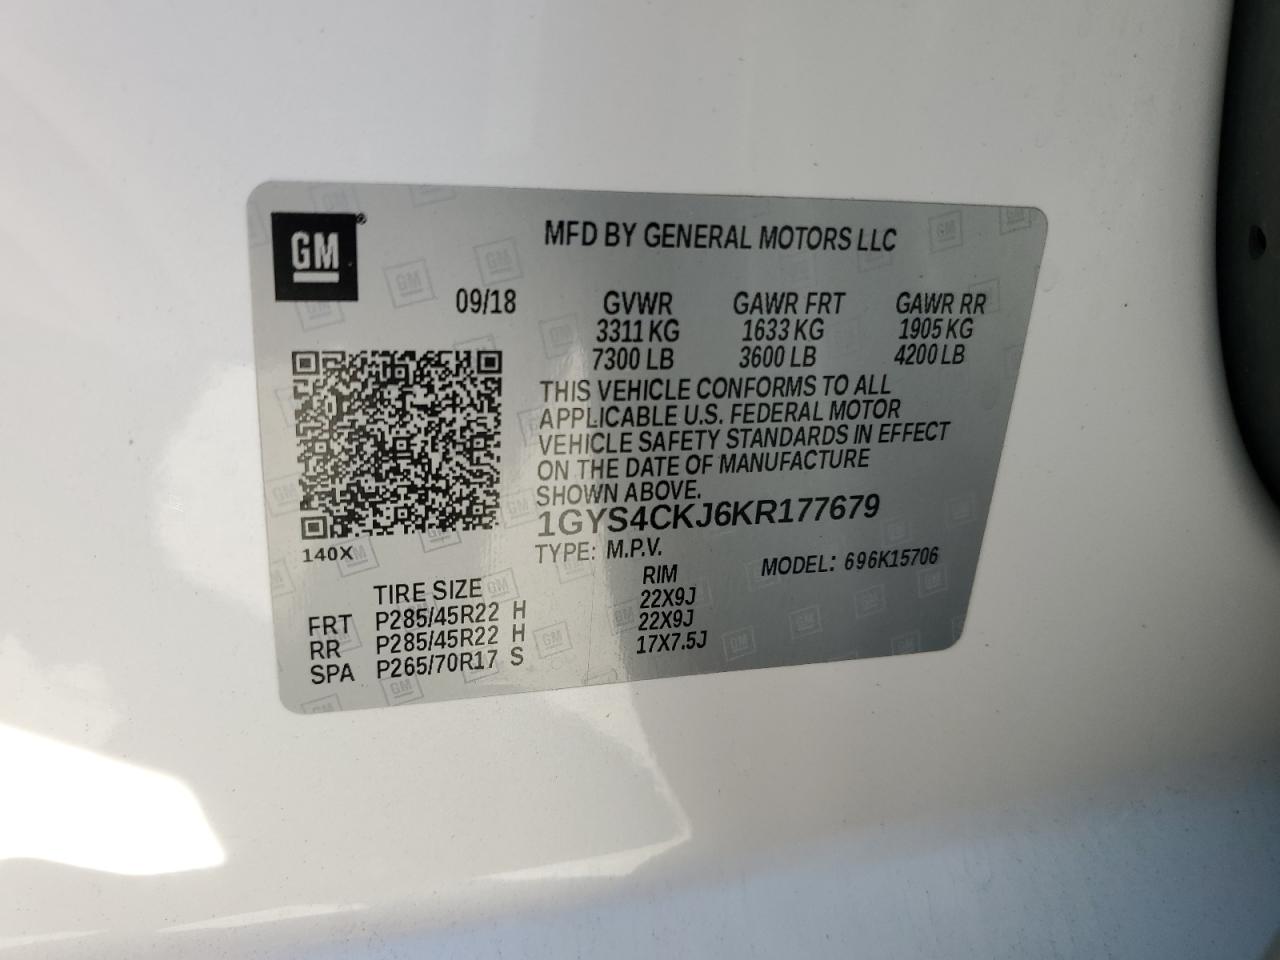 GM®
MFD BY GENERAL MOTORS LLC
09/18 GVWR GAWR FRT GAWR RR
3311 KG 1633 KG 1905 KG
7300 LB 3600 LB 4200 LB
THIS VEHICLE CONFORMS TO ALL
APPLICABLE U.S. FEDERAL MOTOR
VEHICLE SAFETY STANDARDS IN EFFECT
ON THE DATE OF MANUFACTURE
SHOWN ABOVE.
1GYS4CKJ6KR177679
140X TYPE: M.P.V. MODEL: 696K15706
TIRE SIZE RIM
FRT P285/45R22 H 22X9J
RR P285/45R22 H 22X9J
SPA P265/70R17 S 17X7.5J